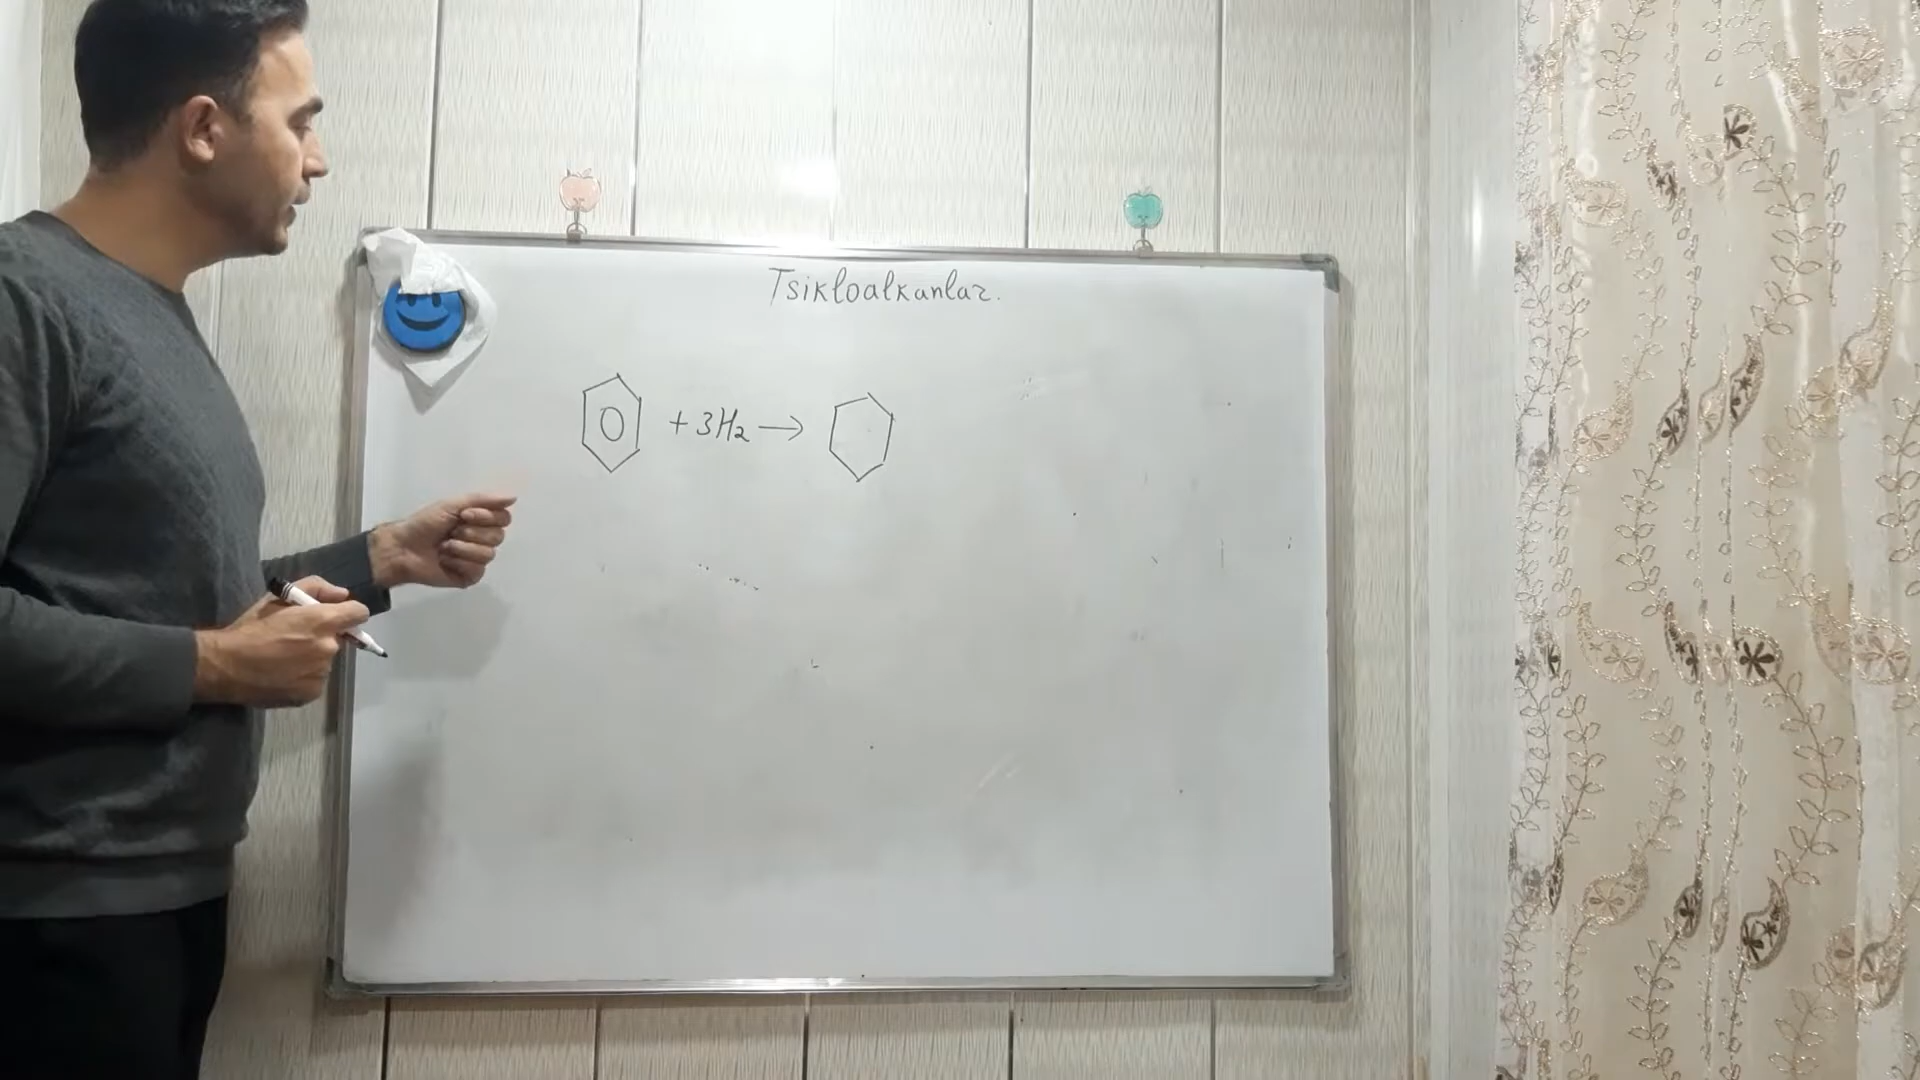 Tsikloalkanlar.
+ 3H₂ →